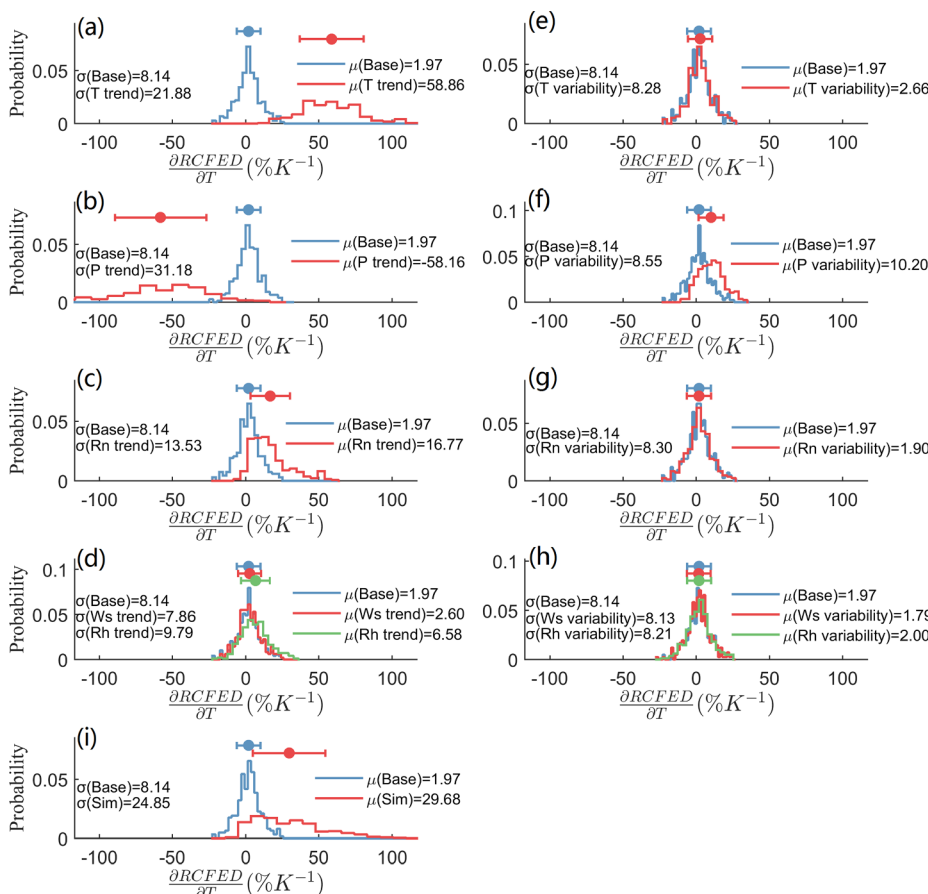 (a)
Probability
0.05
0
σ(Base)=8.14
σ(T trend)=21.88
μ(Base)=1.97
μ(T trend)=58.86
-100 -50 0 50 100
∂RCFED/∂T (%K⁻¹)
(e)
0.05
0
σ(Base)=8.14
σ(T variability)=8.28
μ(Base)=1.97
μ(T variability)=2.66
-100 -50 0 50 100
∂RCFED/∂T (%K⁻¹)
(b)
Probability
0.05
0
σ(Base)=8.14
σ(P trend)=31.18
μ(Base)=1.97
μ(P trend)=-58.16
-100 -50 0 50 100
∂RCFED/∂T (%K⁻¹)
(f)
0.1
0.05
0
σ(Base)=8.14
σ(P variability)=8.55
μ(Base)=1.97
μ(P variability)=10.20
-100 -50 0 50 100
∂RCFED/∂T (%K⁻¹)
(c)
Probability
0.05
0
σ(Base)=8.14
σ(Rn trend)=13.53
μ(Base)=1.97
μ(Rn trend)=16.77
-100 -50 0 50 100
∂RCFED/∂T (%K⁻¹)
(g)
0.05
0
σ(Base)=8.14
σ(Rn variability)=8.30
μ(Base)=1.97
μ(Rn variability)=1.90
-100 -50 0 50 100
∂RCFED/∂T (%K⁻¹)
(d)
Probability
0.1
0.05
0
σ(Base)=8.14
σ(Ws trend)=7.86
σ(Rh trend)=9.79
μ(Base)=1.97
μ(Ws trend)=2.60
μ(Rh trend)=6.58
-100 -50 0 50 100
∂RCFED/∂T (%K⁻¹)
(h)
0.1
0.05
0
σ(Base)=8.14
σ(Ws variability)=8.13
σ(Rh variability)=8.21
μ(Base)=1.97
μ(Ws variability)=1.79
μ(Rh variability)=2.00
-100 -50 0 50 100
∂RCFED/∂T (%K⁻¹)
(i)
Probability
0.05
0
σ(Base)=8.14
σ(Sim)=24.85
μ(Base)=1.97
μ(Sim)=29.68
-100 -50 0 50 100
∂RCFED/∂T (%K⁻¹)